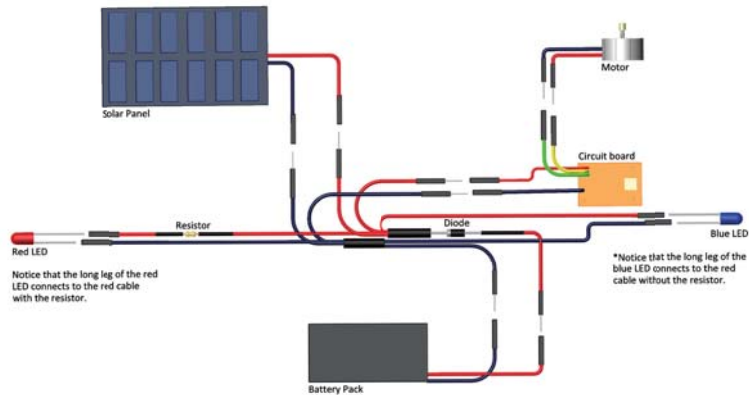 Solar Panel
Motor
Circuit board
Resistor
Diode
Red LED
Blue LED
Notice that the long leg of the red
LED connects to the red cable
with the resistor.
*Notice that the long leg of the
blue LED connects to the red
cable without the resistor.
Battery Pack